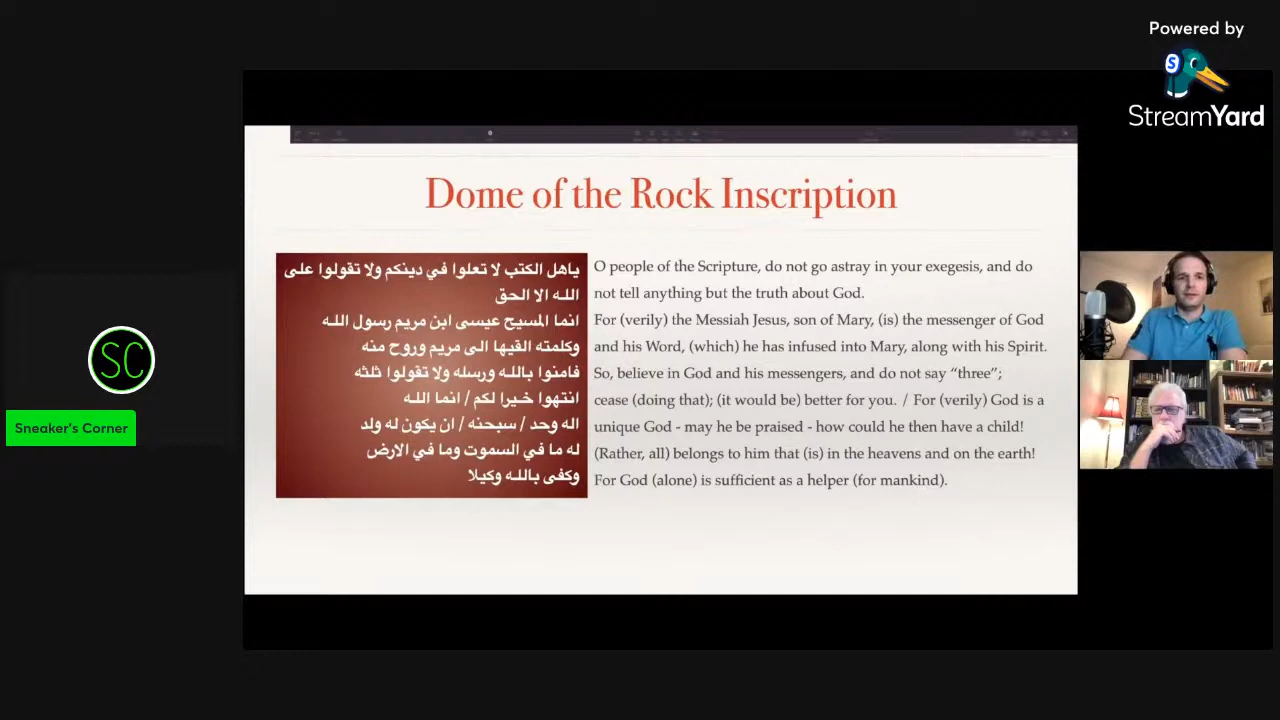 Powered by
S
StreamYard
Dome of the Rock Inscription
ياهل الكتب لا تعلوا في دينكم ولا تقولوا على
الله الا الحق
انما المسيح عيسى ابن مريم رسول الله
وكلمته القيها الى مريم وروح منه
فامنوا بالله ورسله ولا تقولوا ثلثه
انتهوا خيرا لكم / انما الله
اله وحد / سبحنه / ان يكون له ولد
له ما في السموت وما في الارض
وكفى بالله وكيلا
O people of the Scripture, do not go astray in your exegesis, and do
not tell anything but the truth about God.
For (verily) the Messiah Jesus, son of Mary, (is) the messenger of God
and his Word, (which) he has infused into Mary, along with his Spirit.
So, believe in God and his messengers, and do not say “three”;
cease (doing that); (it would be) better for you. / For (verily) God is a
unique God - may he be praised - how could he then have a child!
(Rather, all) belongs to him that (is) in the heavens and on the earth!
For God (alone) is sufficient as a helper (for mankind).
SC
Sneaker's Corner